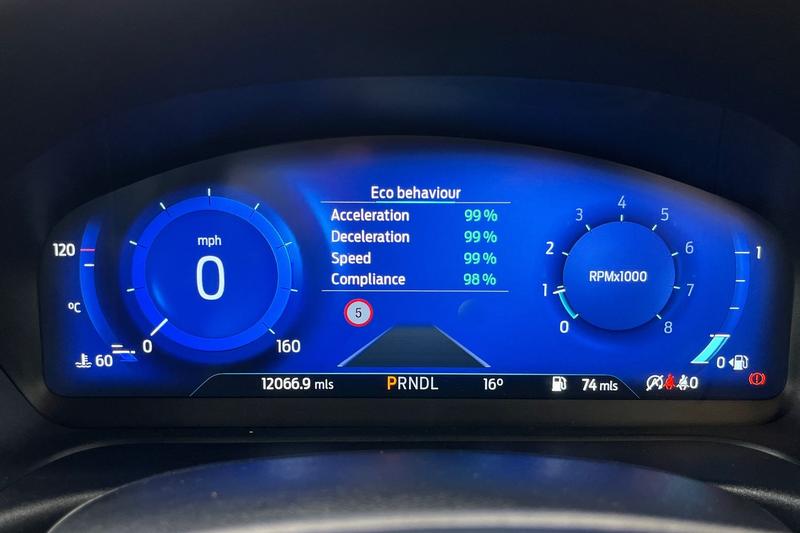 Eco behaviour
Acceleration 99%
Deceleration 99%
Speed 99%
Compliance 98%
5
120
°C
60
mph
0
0
160
RPMx1000
0
1
2
3
4
5
6
7
8
1
0
12066.9 mls
PRNDL
16°
74 mls
0